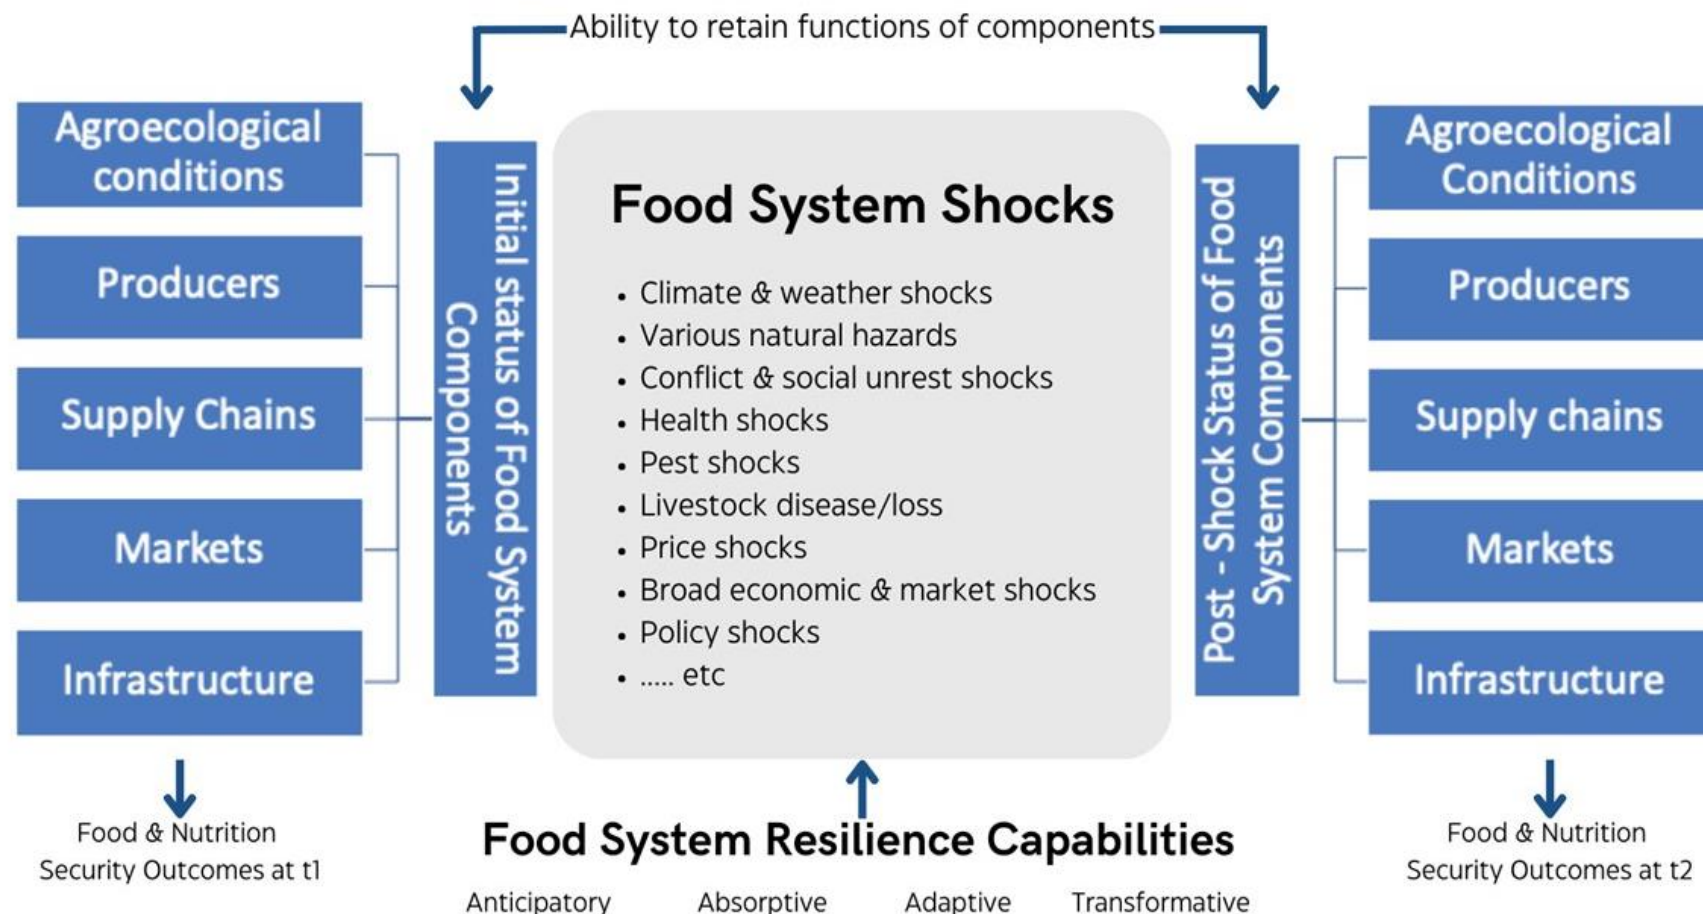 Ability to retain functions of components
Agroecological
conditions
Producers
Supply Chains
Markets
Infrastructure
Food & Nutrition
Security Outcomes at t1
Initial status of Food System
Components
Food System Shocks
• Climate & weather shocks
• Various natural hazards
• Conflict & social unrest shocks
• Health shocks
• Pest shocks
• Livestock disease/loss
• Price shocks
• Broad economic & market shocks
• Policy shocks
• ..... etc
Food System Resilience Capabilities
Anticipatory Absorptive Adaptive Transformative
Post - Shock Status of Food
System Components
Agroecological
Conditions
Producers
Supply chains
Markets
Infrastructure
Food & Nutrition
Security Outcomes at t2